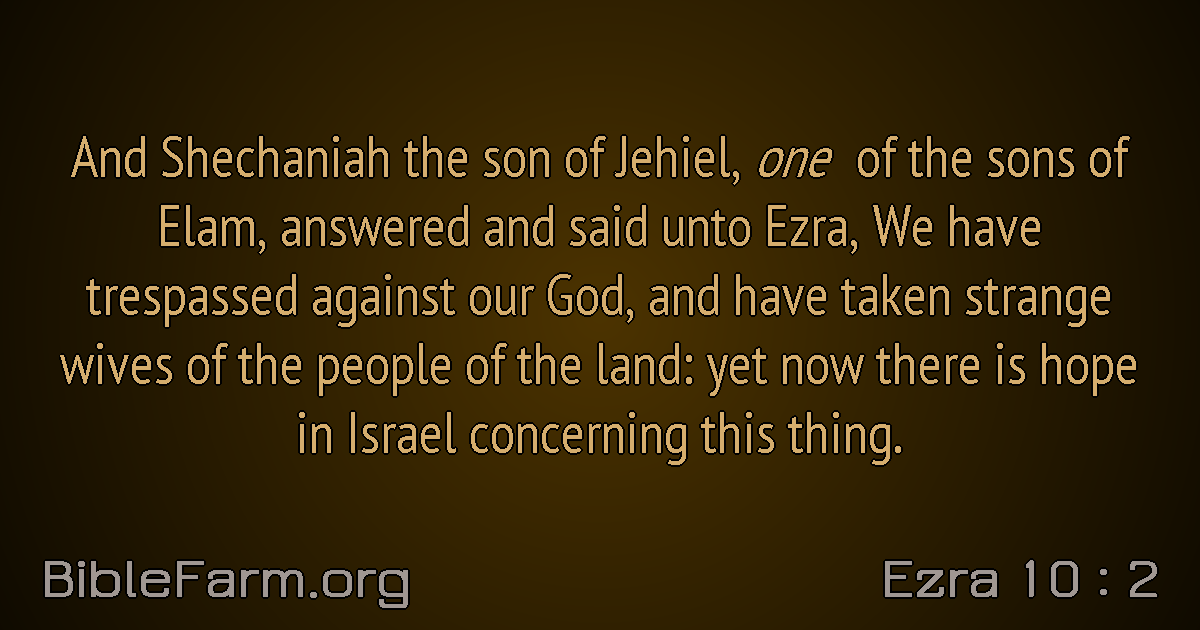 And Shechaniah the son of Jehiel, one of the sons of
Elam, answered and said unto Ezra, We have
trespassed against our God, and have taken strange
wives of the people of the land: yet now there is hope
in Israel concerning this thing.
BibleFarm.org
Ezra 10 : 2